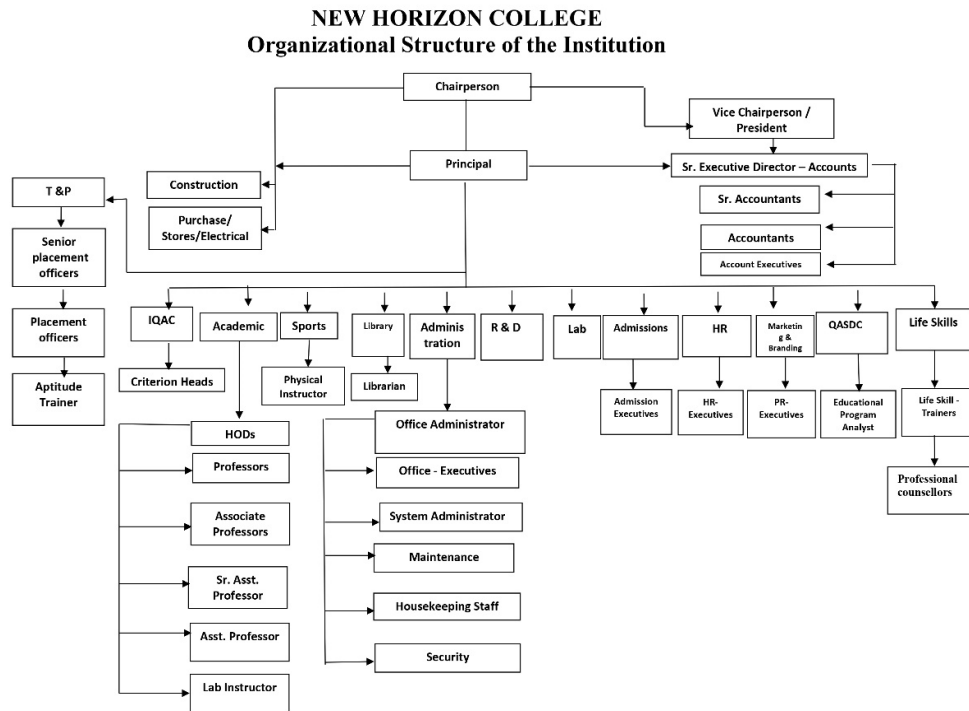 NEW HORIZON COLLEGE
Organizational Structure of the Institution
Chairperson
Vice Chairperson /
President
Principal
Sr. Executive Director – Accounts
Construction
T &P
Sr. Accountants
Purchase/
Stores/Electrical
Senior
placement
officers
Accountants
Account Executives
Placement
officers
IQAC
Academic
Sports
Library
Adminis
tration
R & D
Lab
Admissions
HR
Marketin
g &
Branding
QASDC
Life Skills
Aptitude
Trainer
Criterion Heads
Physical
Instructor
Librarian
Admission
Executives
HR-
Executives
PR-
Executives
Educational
Program
Analyst
Life Skill -
Trainers
HODs
Office Administrator
Professors
Office - Executives
Professional
counsellors
Associate
Professors
System Administrator
Maintenance
Sr. Asst.
Professor
Housekeeping Staff
Asst. Professor
Security
Lab Instructor